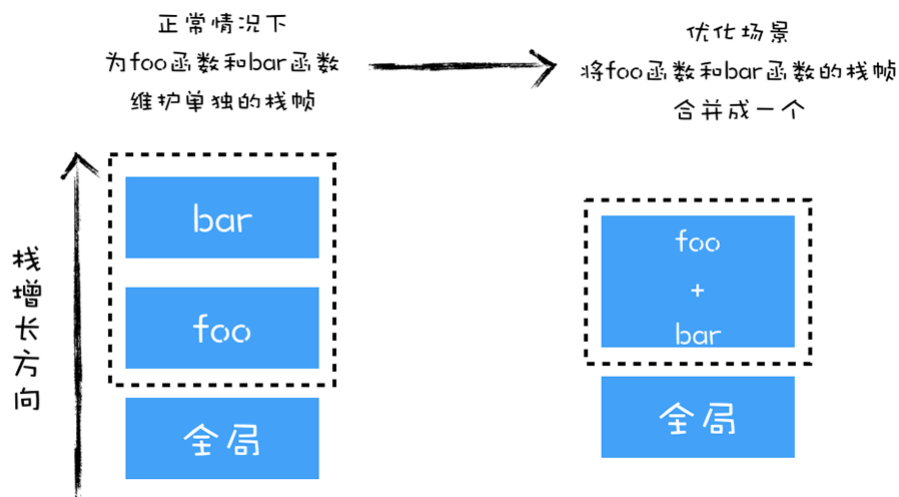 正常情况下
为foo函数和bar函数
维护单独的栈帧
优化场景
将foo函数和bar函数的栈帧
合并成一个
栈增长方向
bar
foo
全局
foo
+
bar
全局